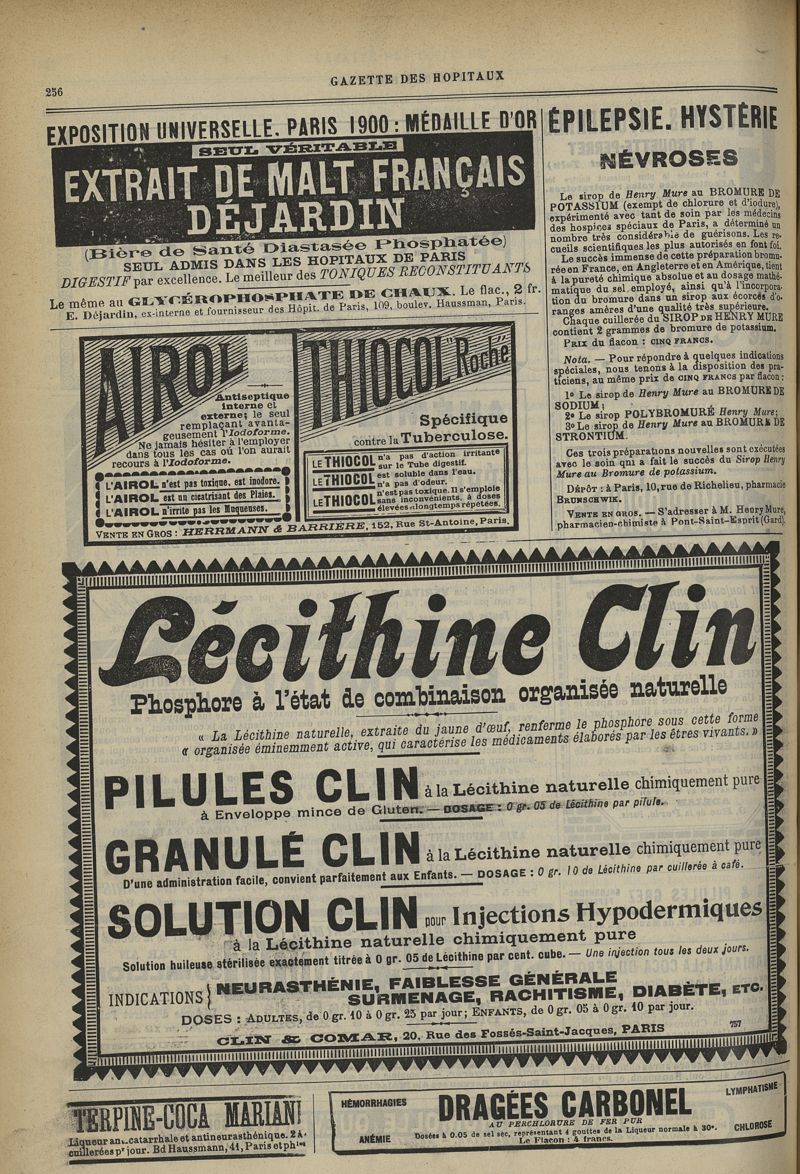 256
GAZETTE DES HOPITAUX
EXPOSITION UNIVERSELLE. PARIS 1900 : MÉDAILLE D'OR
SEUL VÉRITABLE
EXTRAIT DE MALT FRANÇAIS
DÉJARDIN
(Bière de Santé Diastasée Phosphatée)
SEUL ADMIS DANS LES HOPITAUX DE PARIS
DIGESTIF par excellence. Le meilleur des TONIQUES RECONSTITUANTS
Le même au GLYCÉROPHOSPHATE DE CHAUX. Le flac., 2 fr.
E. Déjardin, ex-interne et fournisseur des Hôpit. de Paris, 109, boulev. Haussman, Paris.
AIROL
Antiseptique
interne et
externe; le seul
remplaçant avanta-
geusement l'Iodoforme.
Ne jamais hésiter à l'employer
dans tous les cas où l'on aurait
recours à l'Iodoforme.
L'AIROL n'est pas toxique, est inodore.
L'AIROL est un cicatrisant des Plaies.
L'AIROL n'irrite pas les Muqueuses.
THIOCOL "Roché"
Spécifique
contre la Tuberculose.
LE THIOCOL n'a pas d'action irritante
sur le Tube digestif.
LE THIOCOL est soluble dans l'eau.
n'a pas d'odeur.
LE THIOCOL n'est pas toxique. Il s'emploie
sans inconvénients, à doses
élevées & longtemps répétées.
VENTE EN GROS : HERRMANN & BARRIÈRE, 152, Rue St-Antoine, Paris.
ÉPILEPSIE. HYSTÉRIE
NÉVROSES
Le sirop de Henry Mure au BROMURE DE
POTASSIUM (exempt de chlorure et d'iodure),
expérimenté avec tant de soin par les médecins
des hospices spéciaux de Paris, a déterminé un
nombre très considérable de guérisons. Les re-
cueils scientifiques les plus autorisés en font foi.
Le succès immense de cette préparation bromu-
rée en France, en Angleterre et en Amérique, tient
à la pureté chimique absolue et au dosage mathé-
matique du sel employé, ainsi qu'à l'incorpora-
tion du bromure dans un sirop aux écorces d'o-
ranges amères d'une qualité très supérieure.
Chaque cuillerée du SIROP DE HENRY MURE
contient 2 grammes de bromure de potassium.
PRIX du flacon : CINQ FRANCS.
Nota. — Pour répondre à quelques indications
spéciales, nous tenons à la disposition des pra-
ticiens, au même prix de CINQ FRANCS par flacon :
1º Le sirop de Henry Mure au BROMURE DE
SODIUM;
2º Le sirop POLYBROMURÉ Henry Mure;
3º Le sirop de Henry Mure au BROMURE DE
STRONTIUM.
Ces trois préparations nouvelles sont exécutées
avec le soin qui a fait le succès du Sirop Henry
Mure au Bromure de potassium.
DÉPÔT : à Paris, 10, rue de Richelieu, pharmacie
BRUNSCHWIK.
VENTE EN GROS. — S'adresser à M. Henry Mure,
pharmacien-chimiste à Pont-Saint-Esprit (Gard).
Lécithine Clin
Phosphore à l'état de combinaison organisée naturelle
« La Lécithine naturelle, extraite du jaune d'œuf, renferme le phosphore sous cette forme
« organisée éminemment active, qui caractérise les médicaments élaborés par les êtres vivants. »
PILULES CLIN à la Lécithine naturelle chimiquement pure
à Enveloppe mince de Gluten. — DOSAGE : 0 gr. 05 de Lécithine par pilule.
GRANULÉ CLIN à la Lécithine naturelle chimiquement pure
D'une administration facile, convient parfaitement aux Enfants. — DOSAGE : 0 gr. 10 de Lécithine par cuillerée à café.
SOLUTION CLIN pour Injections Hypodermiques
à la Lécithine naturelle chimiquement pure
Solution huileuse stérilisée exactement titrée à 0 gr. 05 de Lécithine par cent. cube. — Une injection tous les deux jours.
INDICATIONS { NEURASTHÉNIE, FAIBLESSE GÉNÉRALE
SURMENAGE, RACHITISME, DIABÈTE, ETC.
DOSES : ADULTES, de 0 gr. 10 à 0 gr. 25 par jour; ENFANTS, de 0 gr. 05 à 0 gr. 10 par jour.
CLIN & COMAR, 20, Rue des Fossés-Saint-Jacques, PARIS 757
TERPINE-COCA MARIANI
Liqueur anticatarrhale et antineurasthénique. 2 à 4
cuillerées pr jour. Bd Haussmann, 41, Paris et phies
HÉMORRHAGIES
ANÉMIE
DRAGÉES CARBONEL
AU PERCHLORURE DE FER PUR
Dosées à 0.05 de sel sec, représentant 4 gouttes de la Liqueur normale à 30º.
Le Flacon : 4 francs.
LYMPHATISME
CHLOROSE